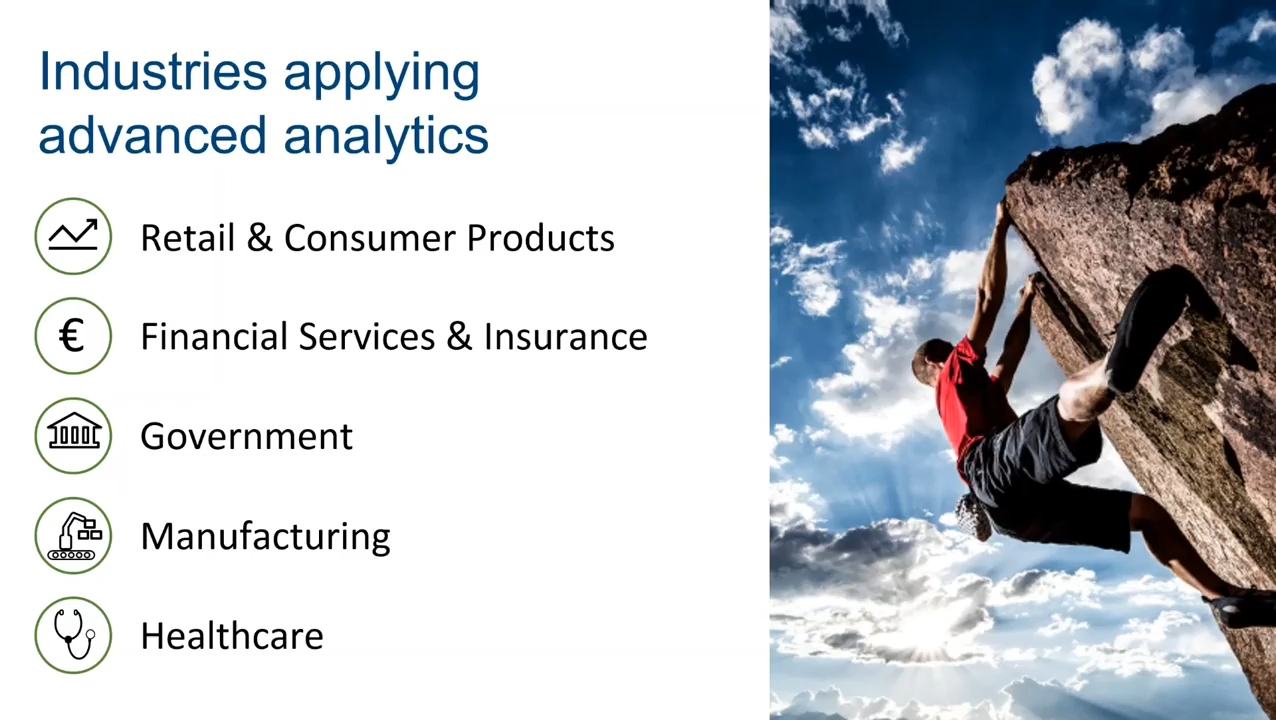 Industries applying
advanced analytics
Retail & Consumer Products
€
Financial Services & Insurance
Government
Manufacturing
Healthcare